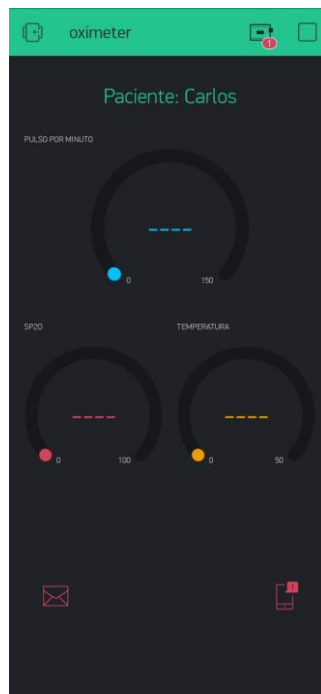 oximeter
1
Paciente: Carlos
PULSO POR MINUTO
----
0 150
SP2O TEMPERATURA
---- ----
0 100 0 50
!